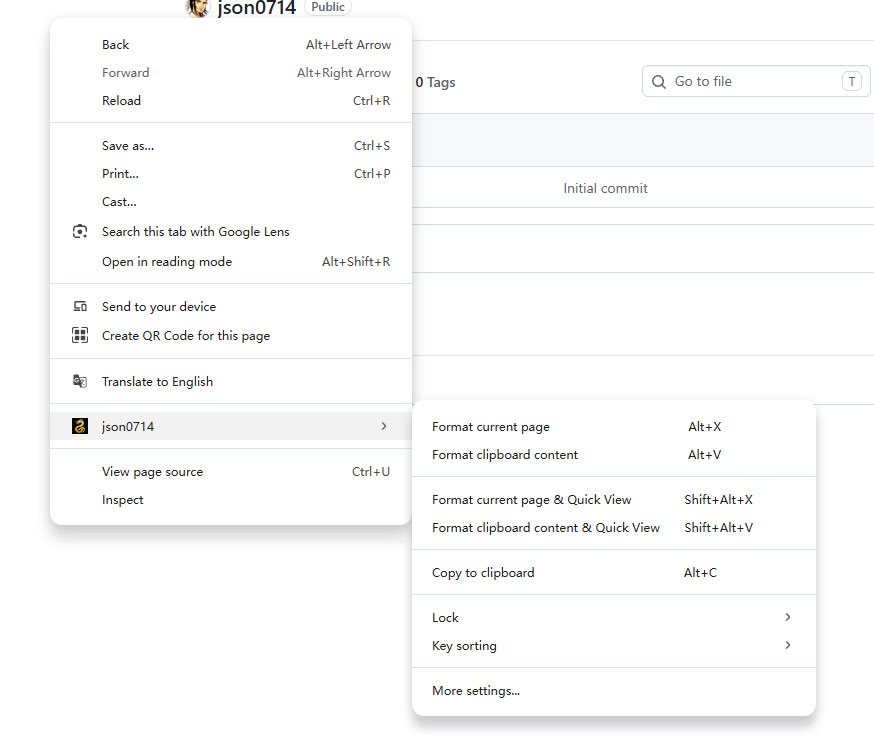 json0714 Public
Back Alt+Left Arrow
Forward Alt+Right Arrow
Reload Ctrl+R
0 Tags
Go to file T
Save as... Ctrl+S
Print... Ctrl+P
Cast...
Initial commit
Search this tab with Google Lens
Open in reading mode Alt+Shift+R
Send to your device
Create QR Code for this page
Translate to English
json0714
View page source Ctrl+U
Inspect
Format current page Alt+X
Format clipboard content Alt+V
Format current page & Quick View Shift+Alt+X
Format clipboard content & Quick View Shift+Alt+V
Copy to clipboard Alt+C
Lock
Key sorting
More settings...